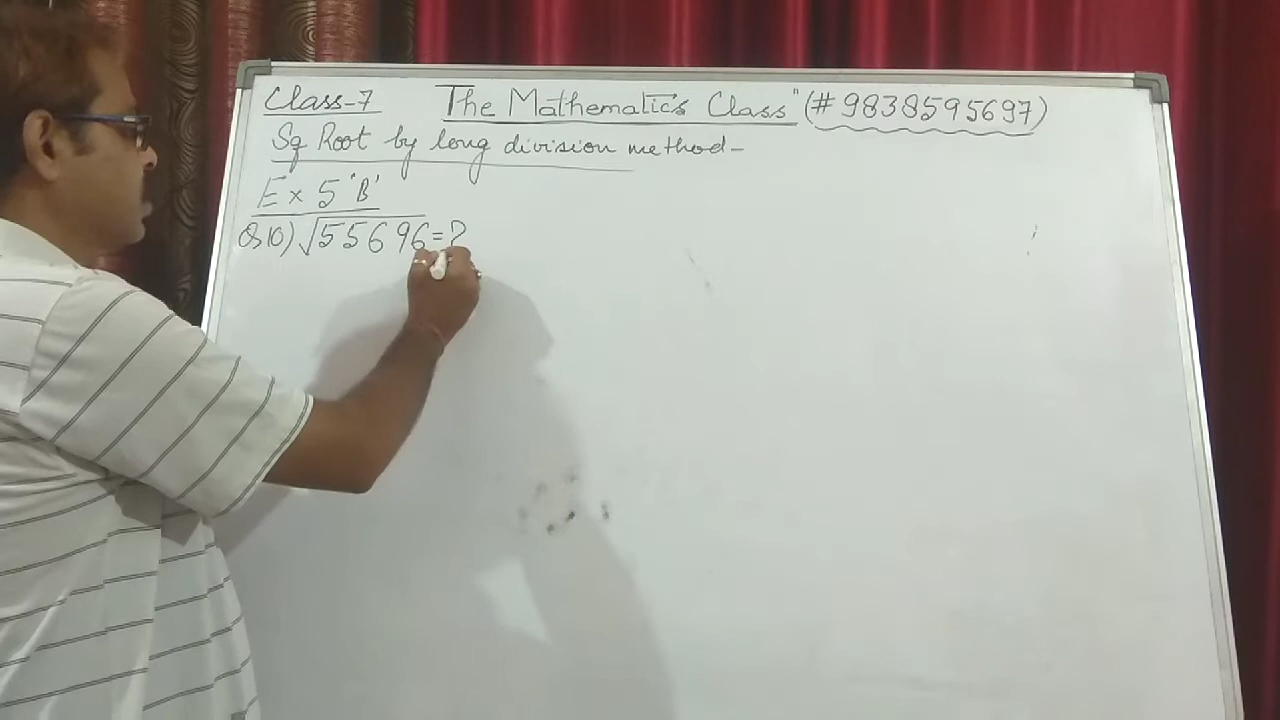 Class-7 The Mathematics Class" (# 9838595697)
Sq Root by long division method-
Ex 5 'B'
Q10) √55696=?